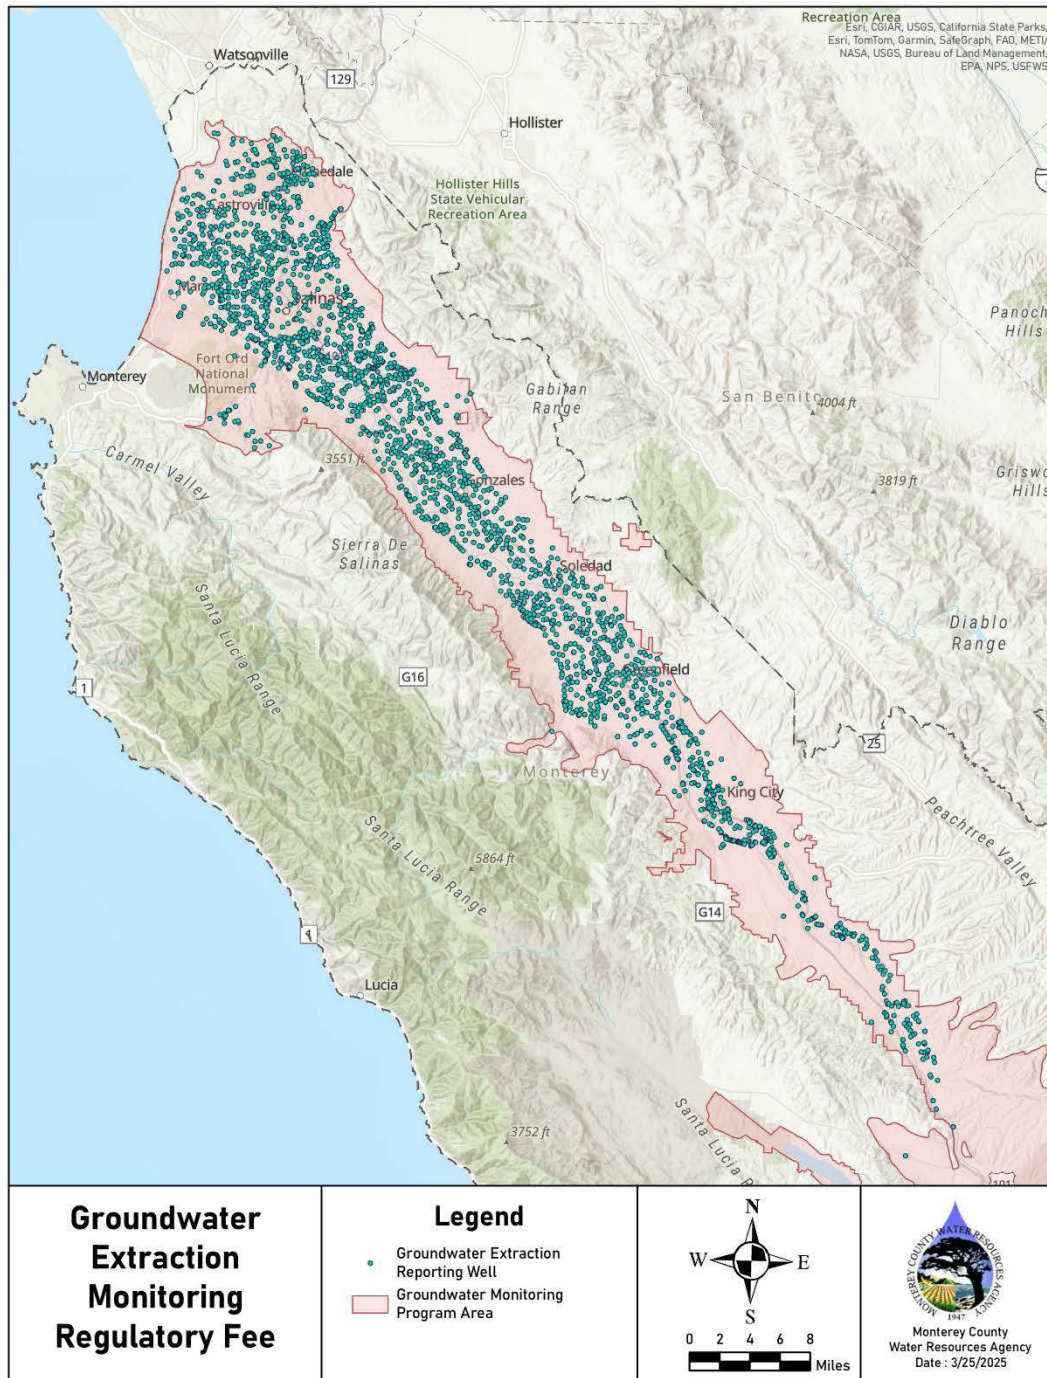 Recreation Area
Esri, CGIAR, USGS, California State Parks,
Esri, TomTom, Garmin, SafeGraph, FAO, METI/
NASA, USGS, Bureau of Land Management,
EPA, NPS, USFWS
Watsonville
129
Hollister
Hollister Hills
State Vehicular
Recreation Area
Castroville
Salinas
Fort Ord
National
Monument
Monterey
Gabilan
Range
San Benito
4004 ft
Carmel Valley
3551 ft
Gonzales
3819 ft
Sierra De
Salinas
Soledad
Santa Lucia Range
Diablo
Range
G16
Greenfield
1
25
Monterey
King City
Peachtree Valley
Santa Lucia Range
5864 ft
G14
1
Lucia
Santa Lucia
3752 ft
101
Groundwater
Extraction
Monitoring
Regulatory Fee
Legend
Groundwater Extraction
Reporting Well
Groundwater Monitoring
Program Area
N
W
E
S
0 2 4 6 8
Miles
MONTEREY COUNTY WATER RESOURCES AGENCY
1947
Monterey County
Water Resources Agency
Date : 3/25/2025